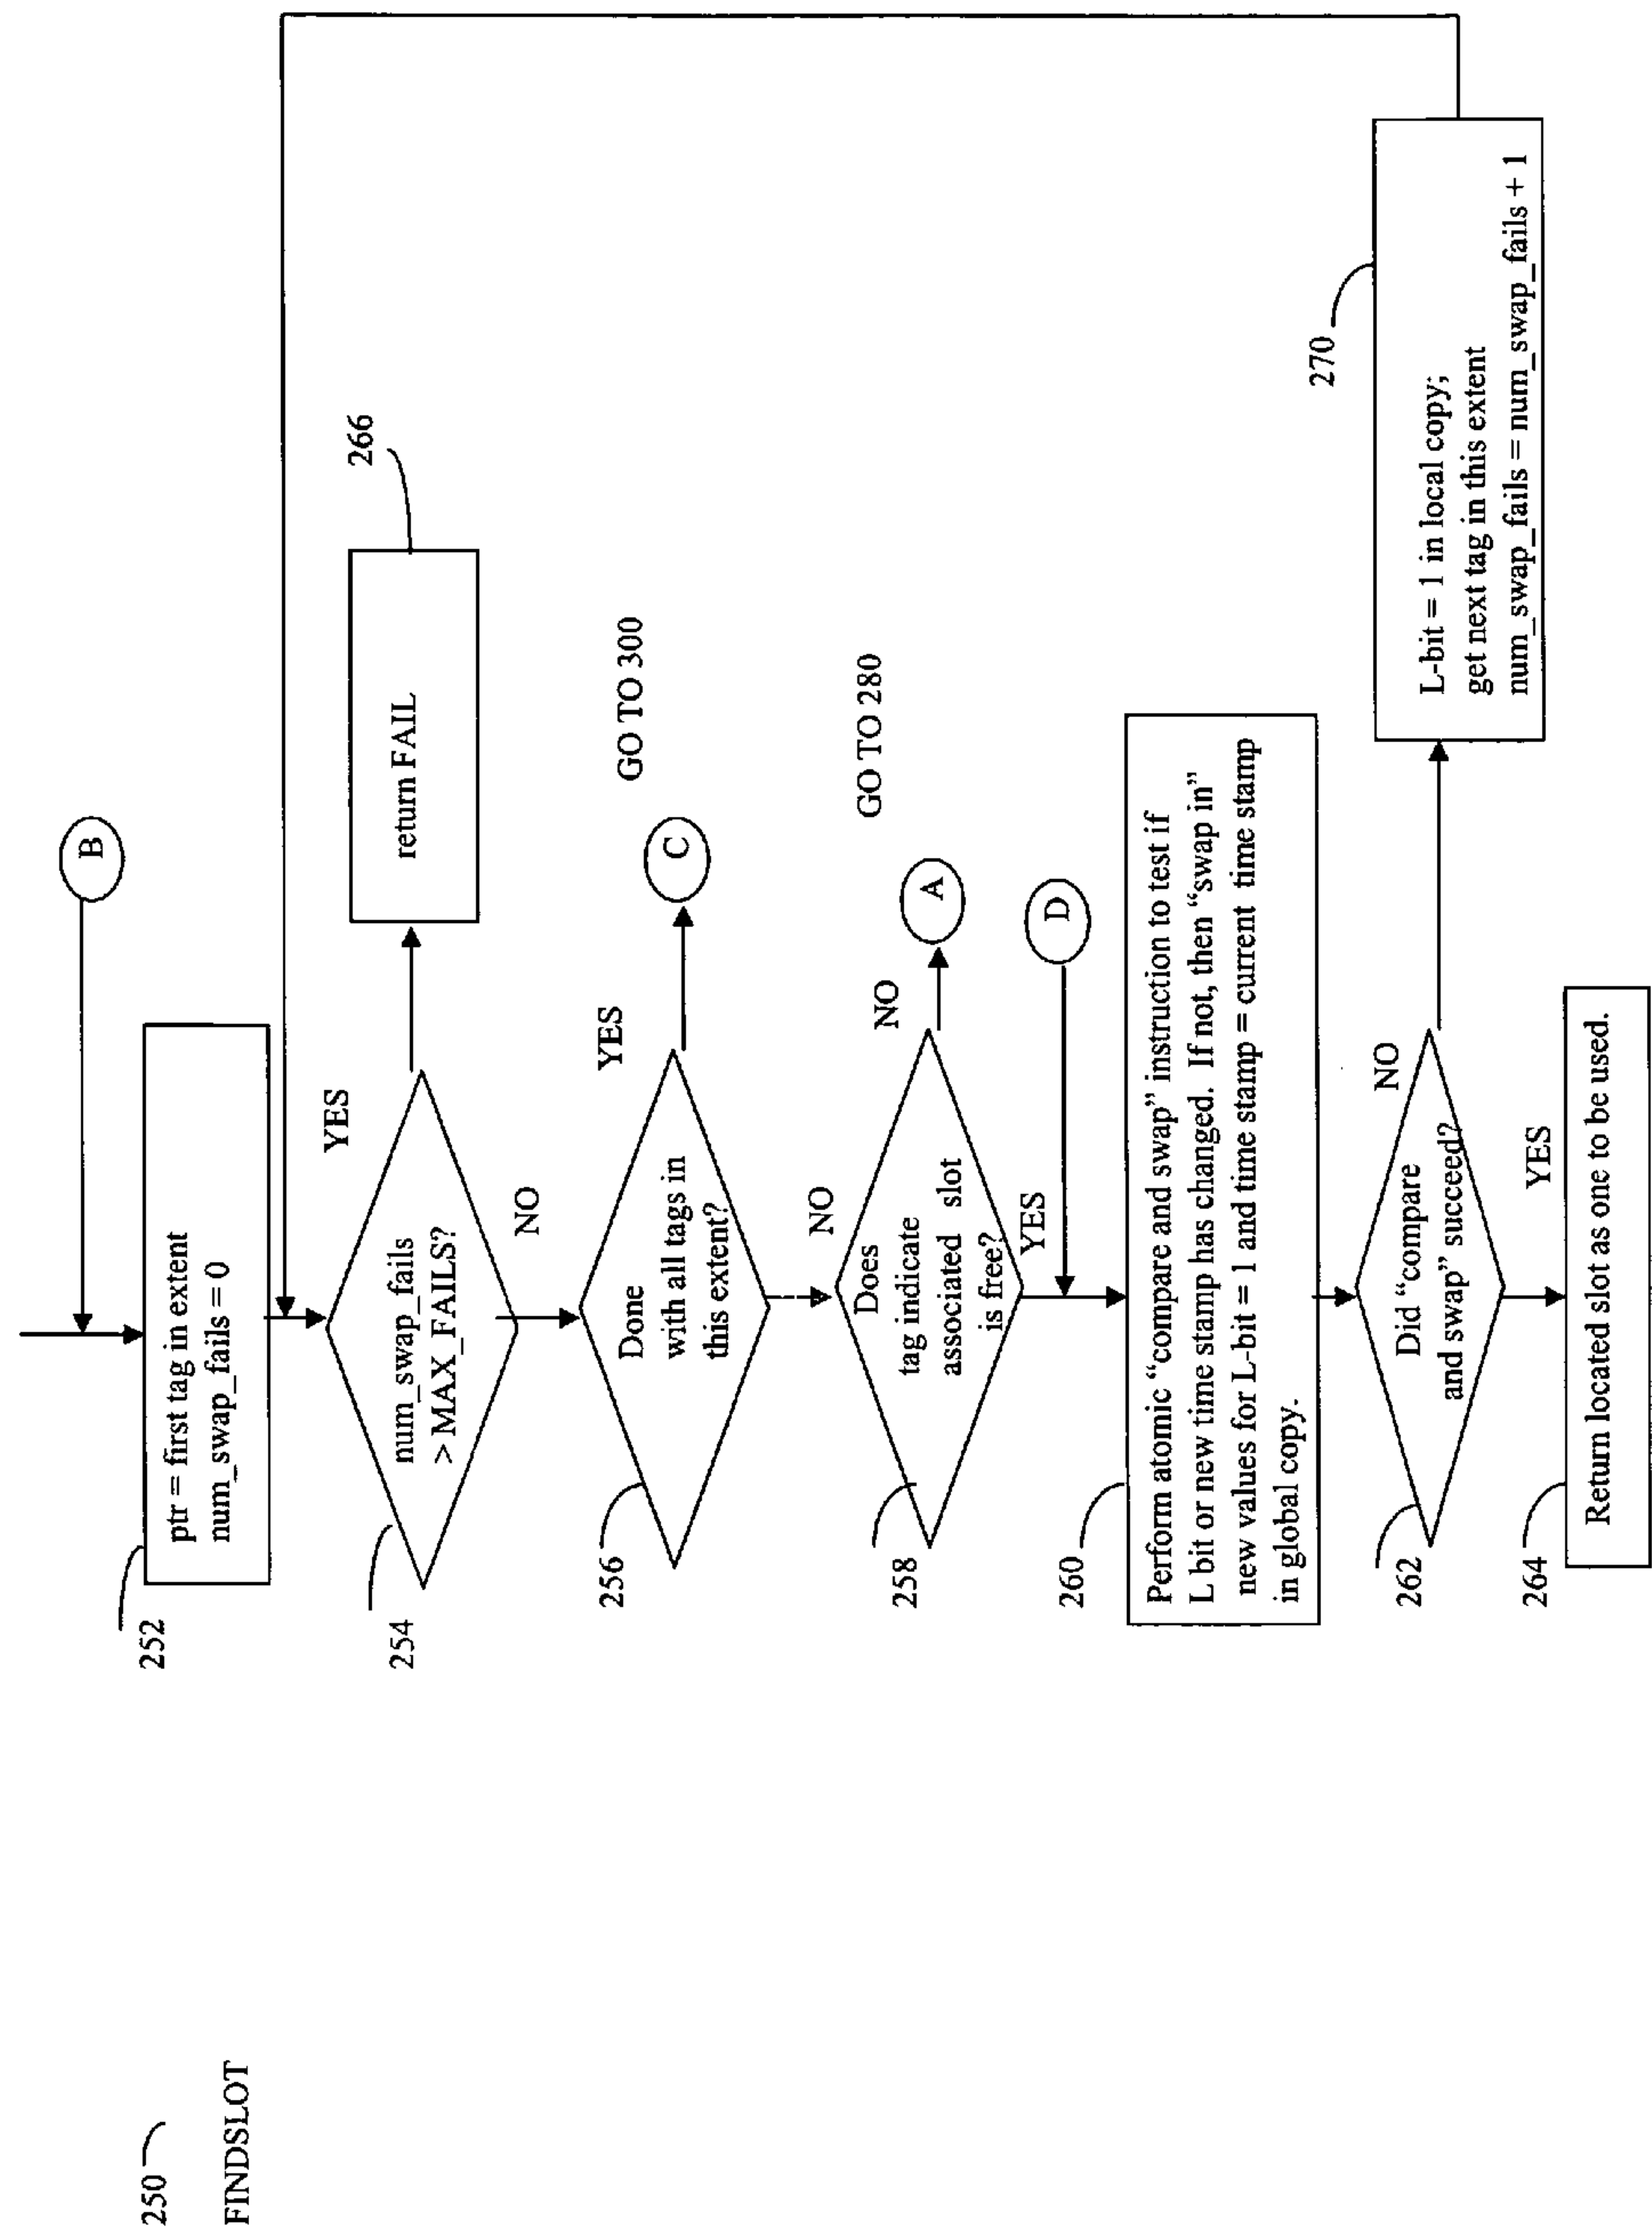 250
FINDSLOT
B
252
ptr = first tag in extent
num_swap_fails = 0
254
num_swap_fails
> MAX_FAILS?
YES
266
return FAIL
NO
256
Done
with all tags in
this extent?
YES
C
GO TO 300
NO
258
Does
tag indicate
associated slot
is free?
NO
A
GO TO 280
YES
D
260
Perform atomic “compare and swap” instruction to test if
L bit or new time stamp has changed. If not, then “swap in”
new values for L-bit = 1 and time stamp = current time stamp
in global copy.
262
Did “compare
and swap” succeed?
NO
270
L-bit = 1 in local copy;
get next tag in this extent
num_swap_fails = num_swap_fails + 1
YES
264
Return located slot as one to be used.